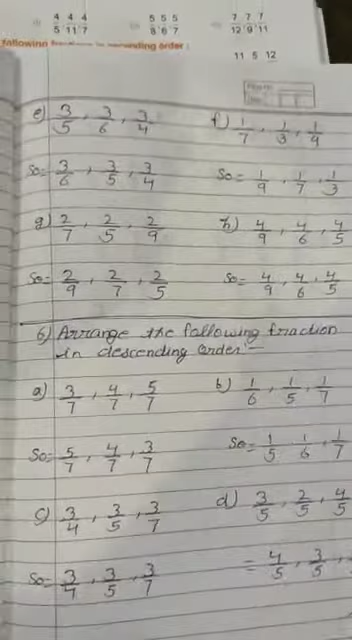 4/5 4/11 4/7 5/8 5/6 5/7 7/12 7/9 7/11
following fractions in ascending order :
11 5 12
e) 3/5, 3/6, 3/4 f) 1/7, 1/3, 1/9
So= 3/6, 3/5, 3/4 So= 1/9, 1/7, 1/3
g) 2/7, 2/5, 2/9 h) 4/9, 4/6, 4/5
So= 2/9, 2/7, 2/5 So= 4/9, 4/6, 4/5
6) Arrange the following fraction
in descending order:-
a) 3/7, 4/7, 5/7 b) 1/6, 1/5, 1/7
So= 5/7, 4/7, 3/7 So= 1/5 1/6, 1/7
c) 3/4, 3/5, 3/7 d) 3/5, 2/5, 4/5
So= 3/4, 3/5, 3/7 = 4/5, 3/5,